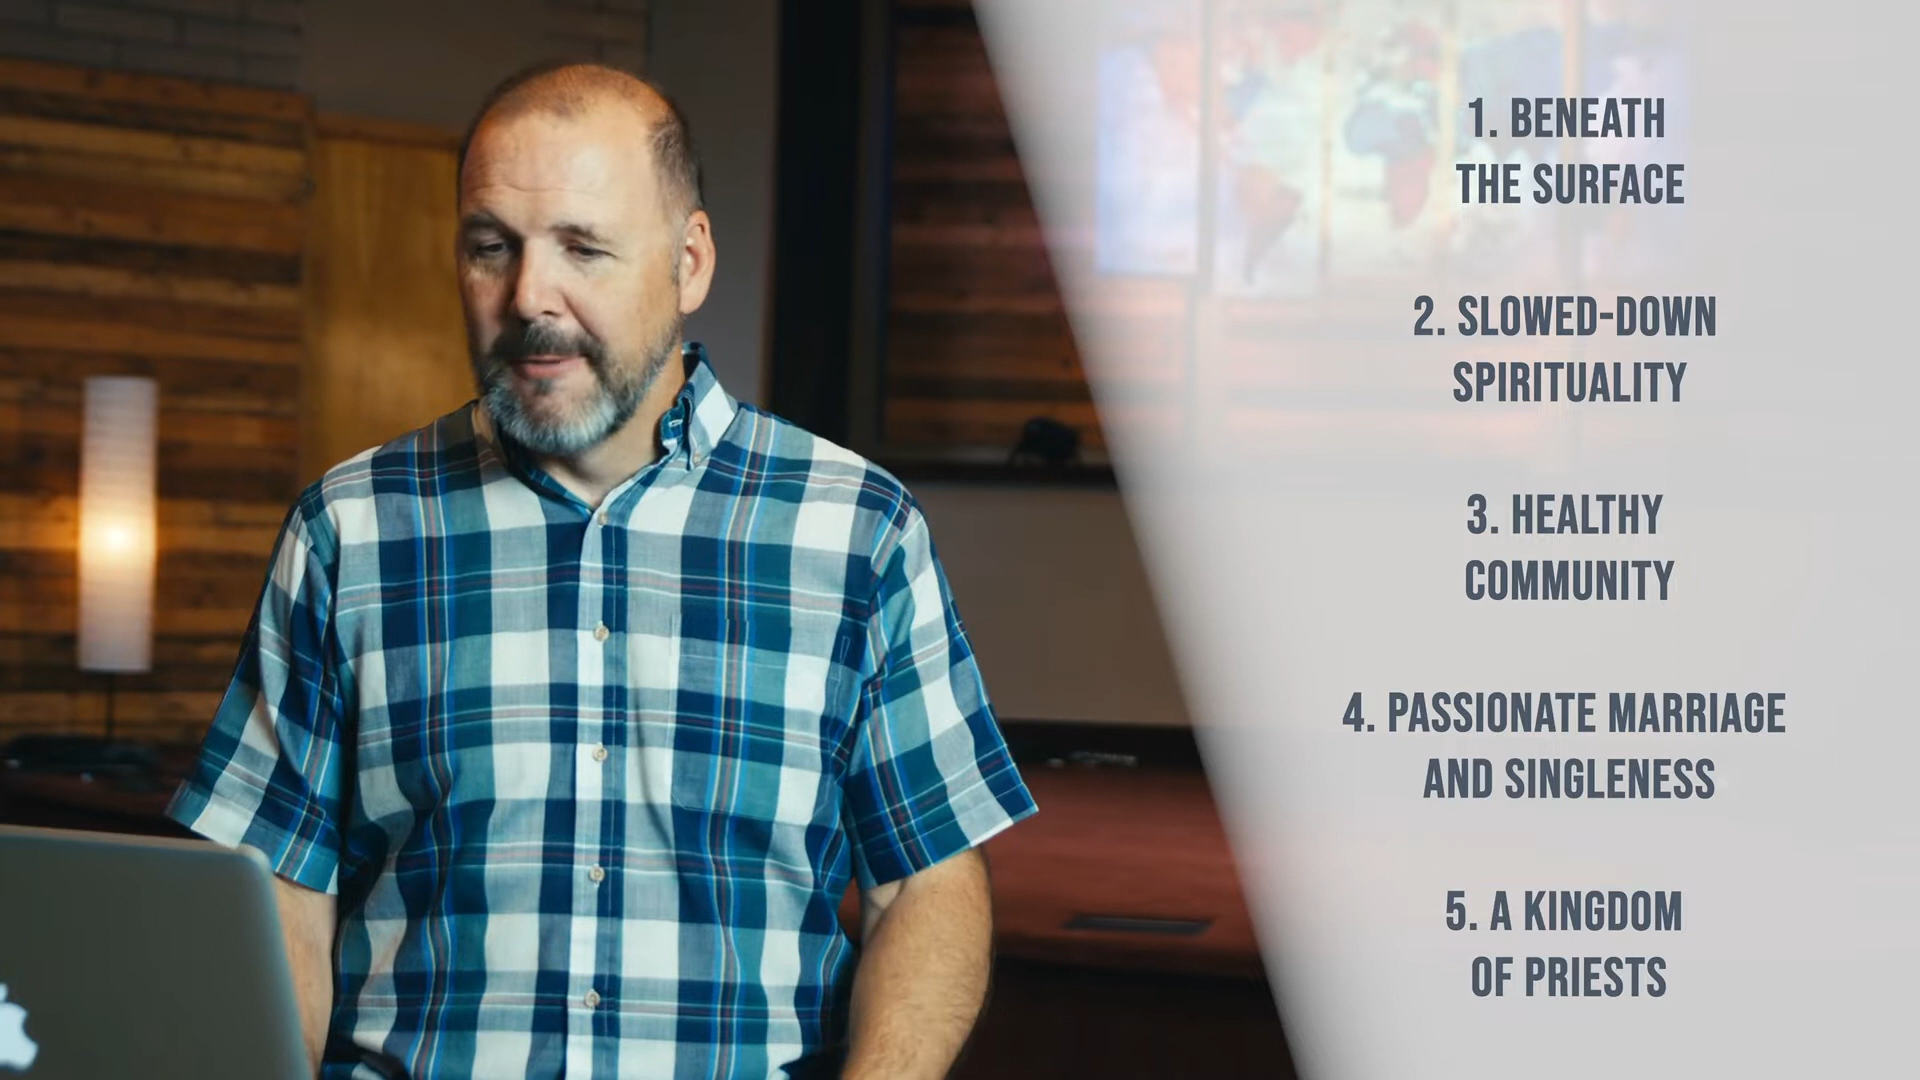 1. BENEATH
THE SURFACE
2. SLOWED-DOWN
SPIRITUALITY
3. HEALTHY
COMMUNITY
4. PASSIONATE MARRIAGE
AND SINGLENESS
5. A KINGDOM
OF PRIESTS